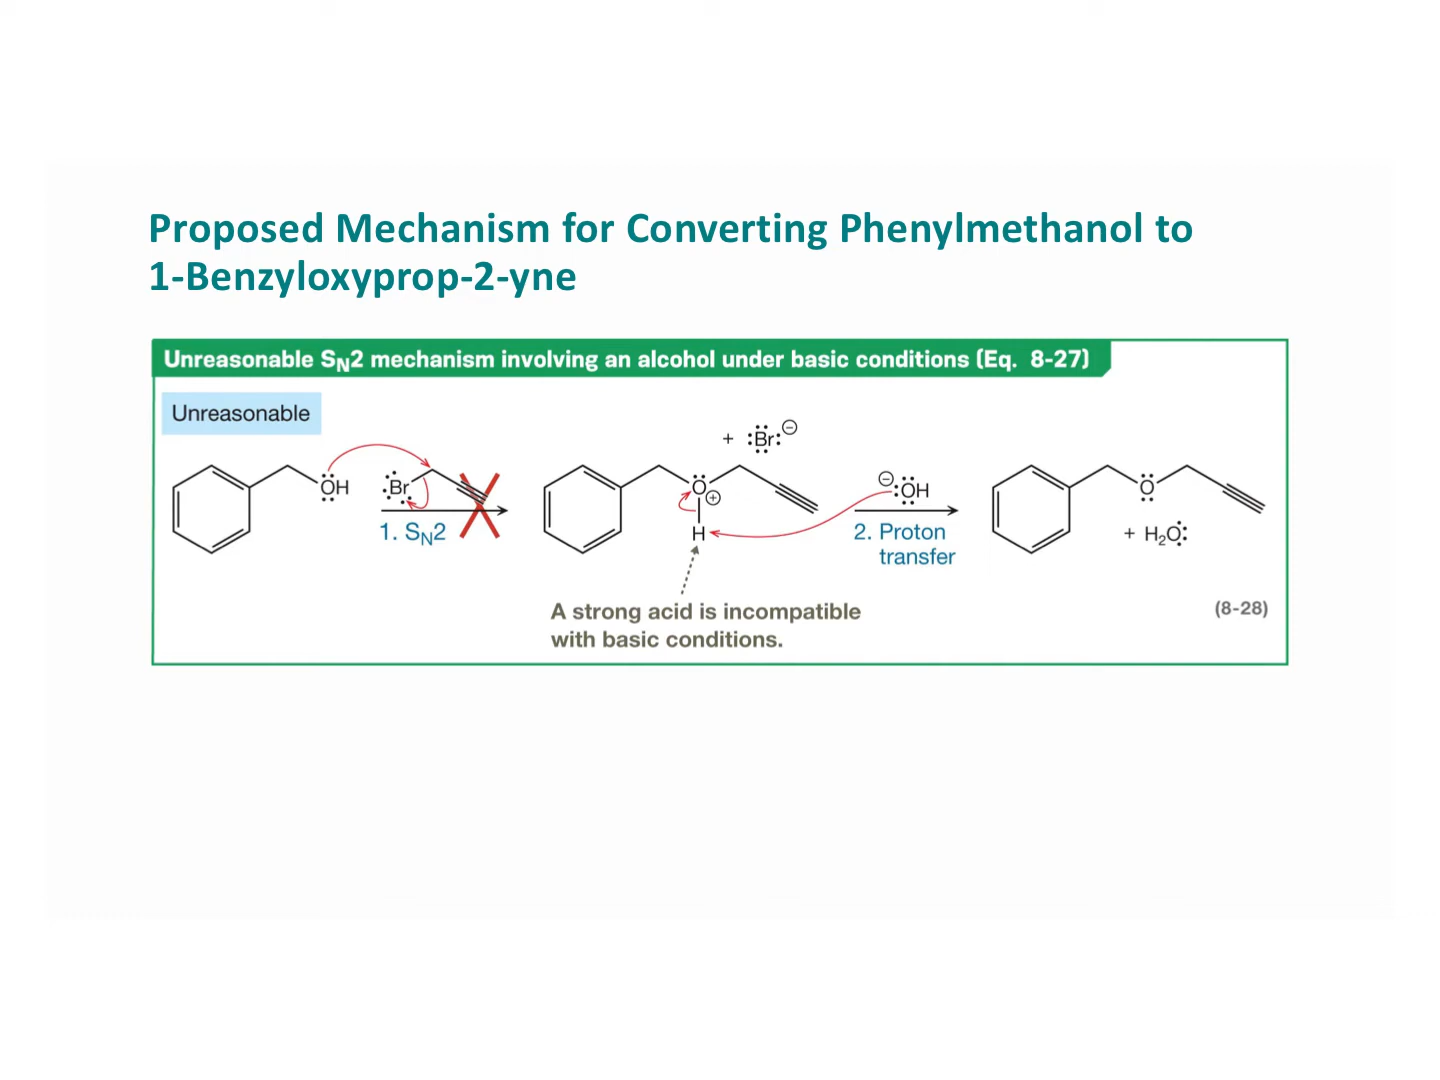 Proposed Mechanism for Converting Phenylmethanol to
1-Benzyloxyprop-2-yne
Unreasonable SN2 mechanism involving an alcohol under basic conditions (Eq. 8-27)
Unreasonable
+ :Br:⊖
OH
Br
O
⊕
H
⊖:OH
O
1. SN2
2. Proton
transfer
+ H2O:
A strong acid is incompatible
with basic conditions.
(8-28)